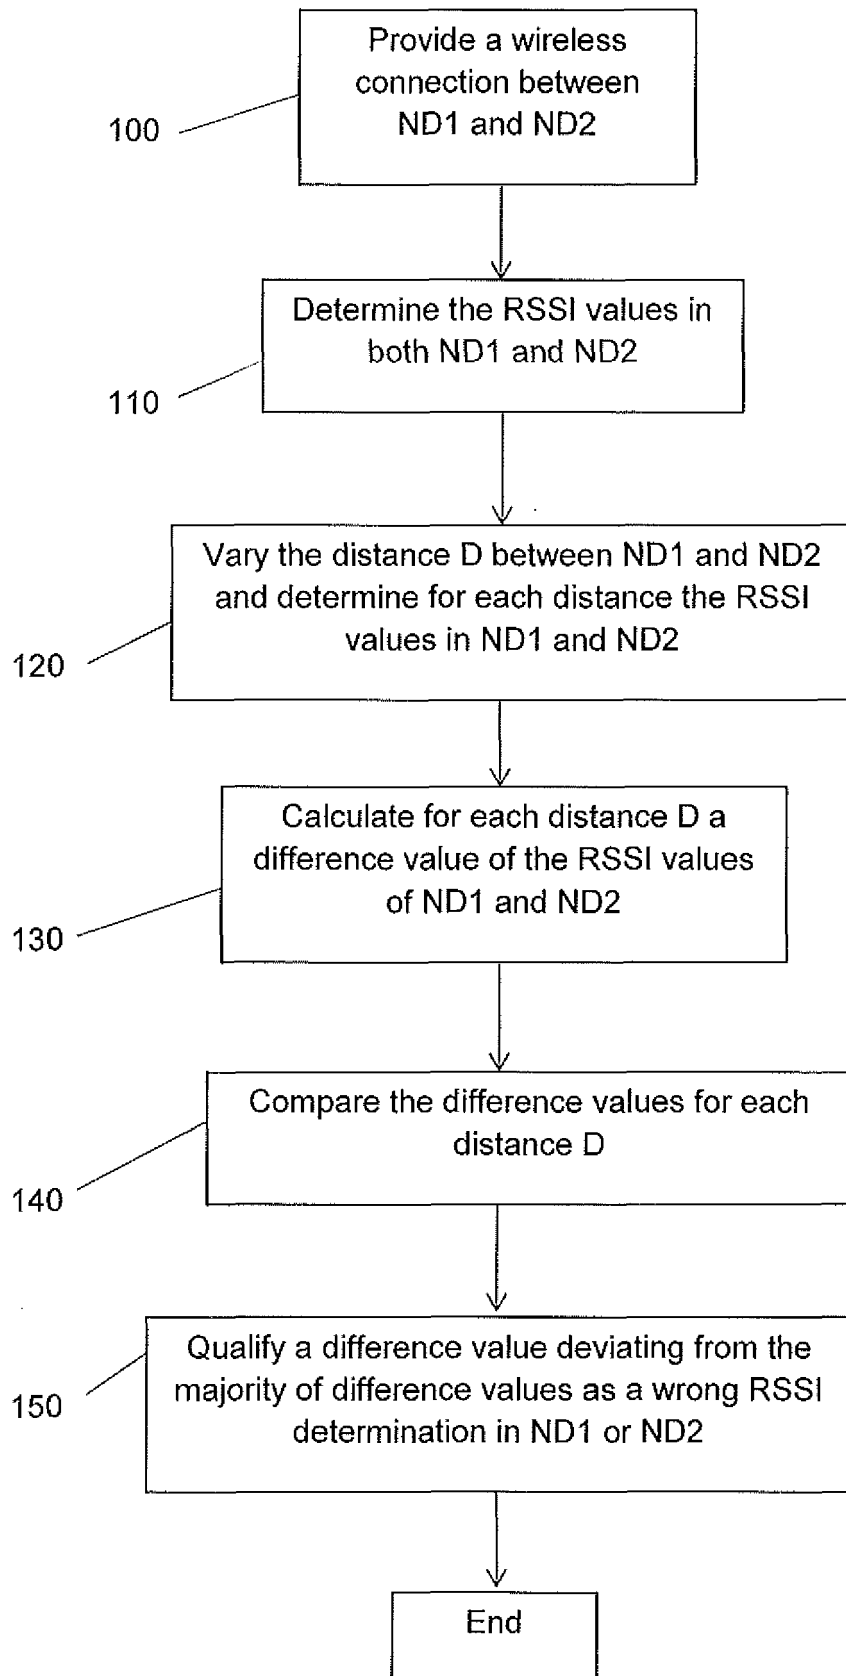 Provide a wireless
connection between
ND1 and ND2
100
Determine the RSSI values in
both ND1 and ND2
110
Vary the distance D between ND1 and ND2
and determine for each distance the RSSI
values in ND1 and ND2
120
Calculate for each distance D a
difference value of the RSSI values
of ND1 and ND2
130
Compare the difference values for each
distance D
140
Qualify a difference value deviating from the
majority of difference values as a wrong RSSI
determination in ND1 or ND2
150
End